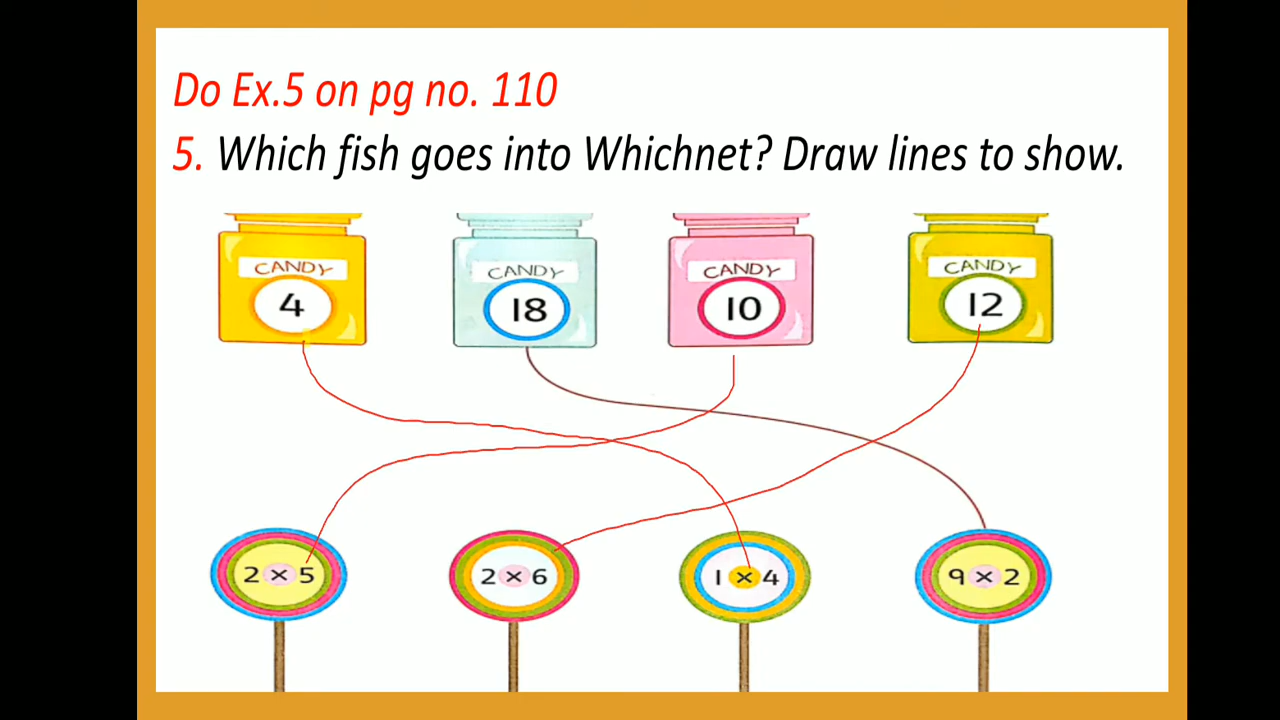 Do Ex.5 on pg no. 110
5. Which fish goes into Whichnet? Draw lines to show.
CANDY CANDY CANDY CANDY
4 18 10 12
2 x 5 2 x 6 1 x 4 9 x 2